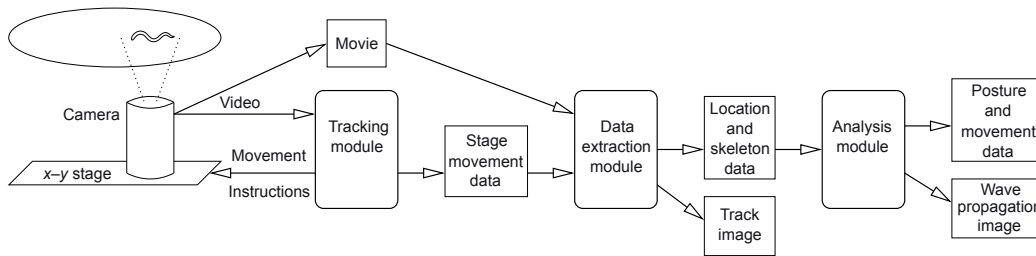 Movie
Camera
Video
Tracking
module
Movement
Instructions
x–y stage
Stage
movement
data
Data
extraction
module
Location
and
skeleton
data
Track
image
Analysis
module
Posture
and
movement
data
Wave
propagation
image